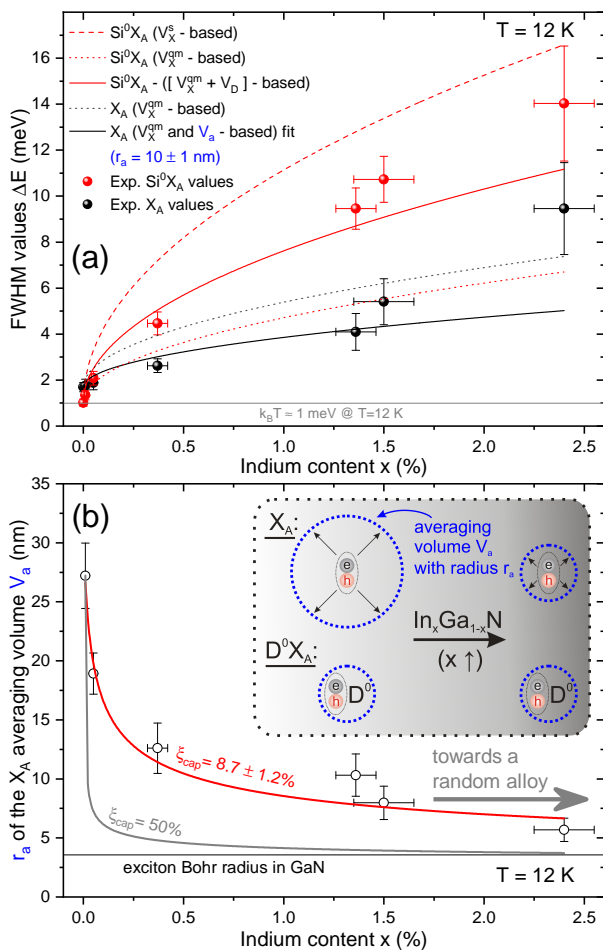 T = 12 K
Si⁰X_A (V_X^s - based)
Si⁰X_A (V_X^qm - based)
Si⁰X_A - ([ V_X^qm + V_D ] - based)
X_A (V_X^qm - based)
X_A (V_X^qm and V_a - based) fit
(r_a = 10 ± 1 nm)
Exp. Si⁰X_A values
Exp. X_A values
(a)
FWHM values ΔE (meV)
16
14
12
10
8
6
4
2
0
k_BT ≈ 1 meV @ T=12 K
0.0 0.5 1.0 1.5 2.0 2.5
Indium content x (%)
(b)
r_a of the X_A averaging volume V_a (nm)
35
30
25
20
15
10
5
0
X_A:
averaging
volume V_a
with radius r_a
e
h
e
h
In_xGa_1-xN
(x ↑)
D⁰X_A:
e
h
D⁰
e
h
D⁰
ξ_cap = 8.7 ± 1.2%
towards a
random alloy
ξ_cap = 50%
exciton Bohr radius in GaN
T = 12 K
0.0 0.5 1.0 1.5 2.0 2.5
Indium content x (%)